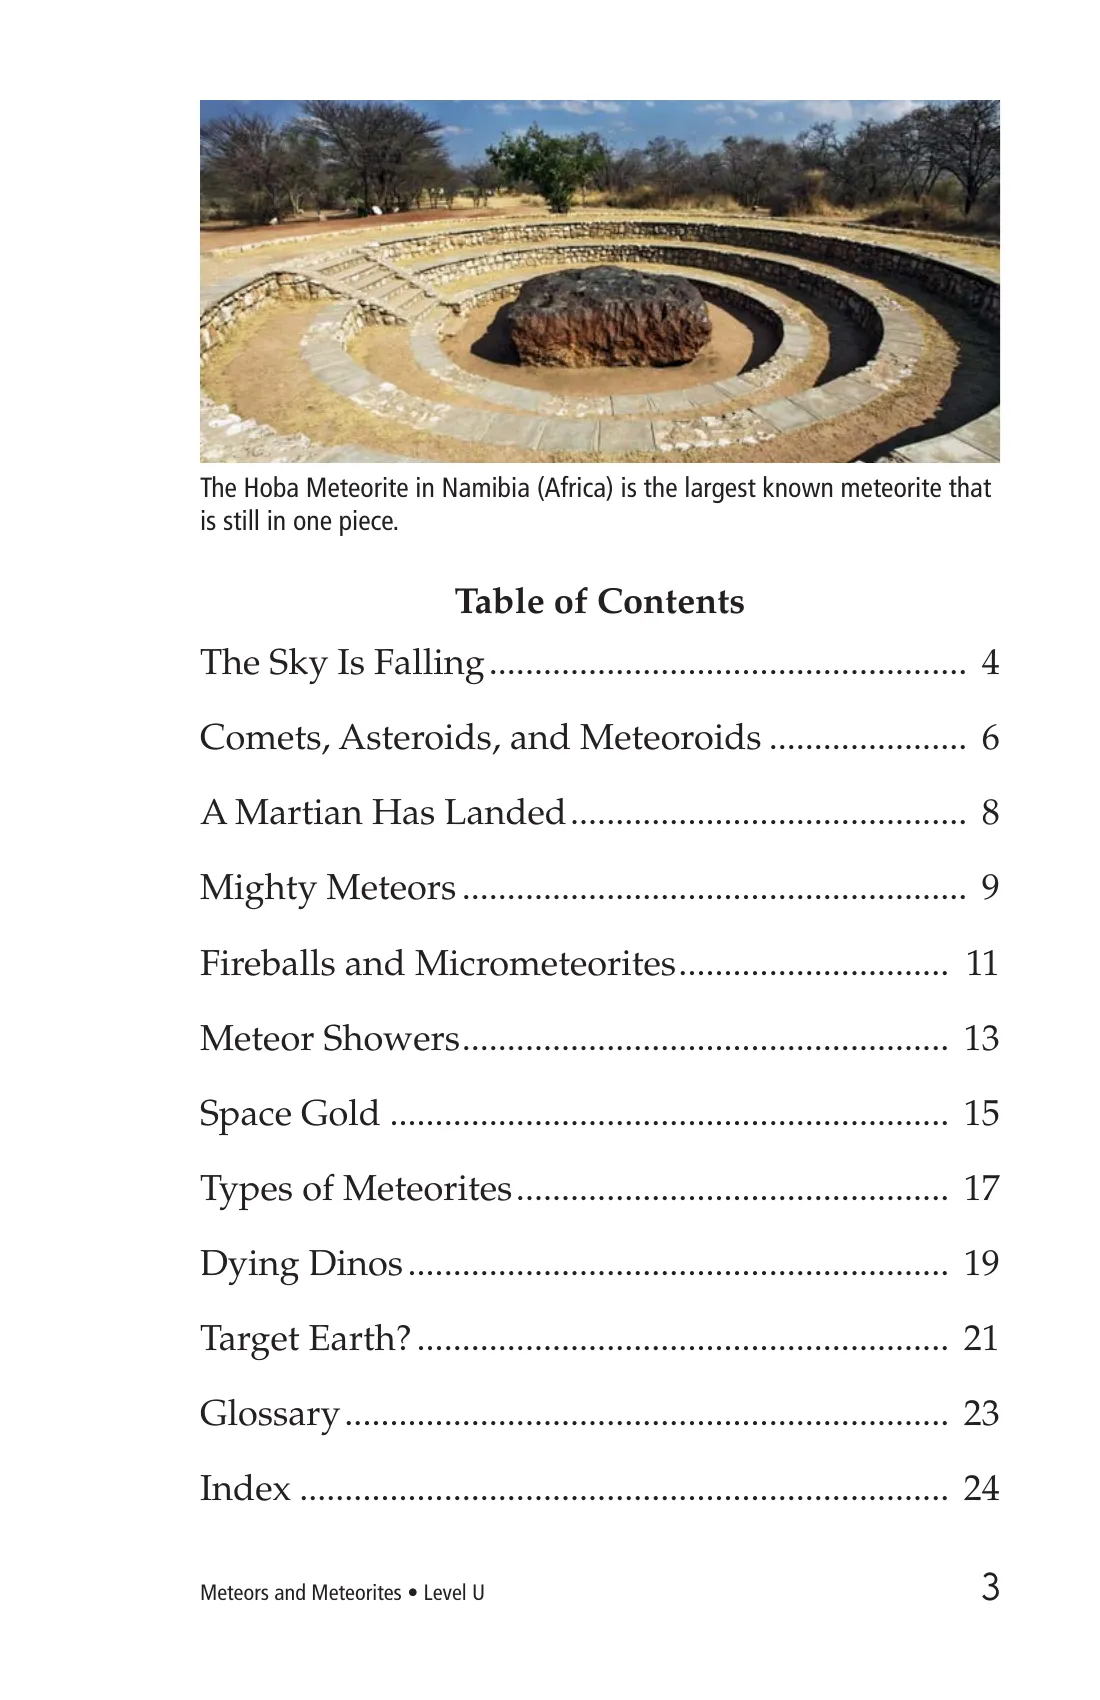 The Hoba Meteorite in Namibia (Africa) is the largest known meteorite that
is still in one piece.
Table of Contents
The Sky Is Falling..................................................... 4
Comets, Asteroids, and Meteoroids ...................... 6
A Martian Has Landed............................................ 8
Mighty Meteors ........................................................ 9
Fireballs and Micrometeorites.............................. 11
Meteor Showers...................................................... 13
Space Gold .............................................................. 15
Types of Meteorites................................................ 17
Dying Dinos............................................................ 19
Target Earth? ........................................................... 21
Glossary................................................................... 23
Index ........................................................................ 24
Meteors and Meteorites • Level U 3